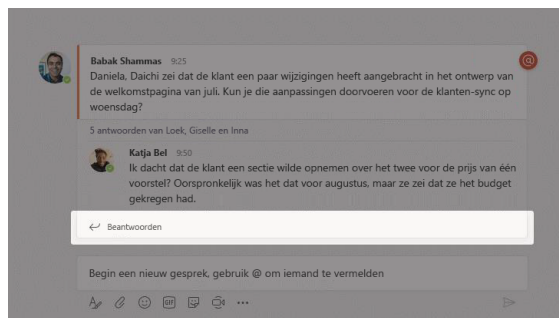 Babak Shammas 9:25
Daniela, Daichi zei dat de klant een paar wijzigingen heeft aangebracht in het ontwerp van
de welkomstpagina van juli. Kun je die aanpassingen doorvoeren voor de klanten-sync op
woensdag?
5 antwoorden van Loek, Giselle en Inna
Katja Bel 9:50
Ik dacht dat de klant een sectie wilde opnemen over het twee voor de prijs van één
voorstel? Oorspronkelijk was het dat voor augustus, maar ze zei dat ze het budget
gekregen had.
Beantwoorden
Begin een nieuw gesprek, gebruik @ om iemand te vermelden
GIF